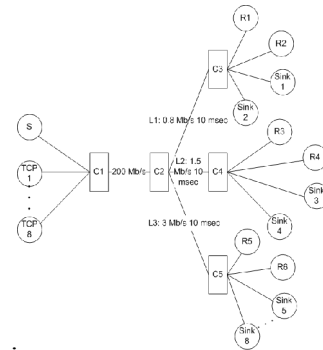 R1
R2
C3
Sink
1
Sink
2
L1: 0.8 Mb/s 10 msec
S
R3
TCP
1
C1
200 Mb/s
C2
L2: 1.5
Mb/s 10
msec
C4
R4
Sink
3
Sink
4
TCP
8
L3: 3 Mb/s 10 msec
R5
R6
C5
Sink
5
Sink
8